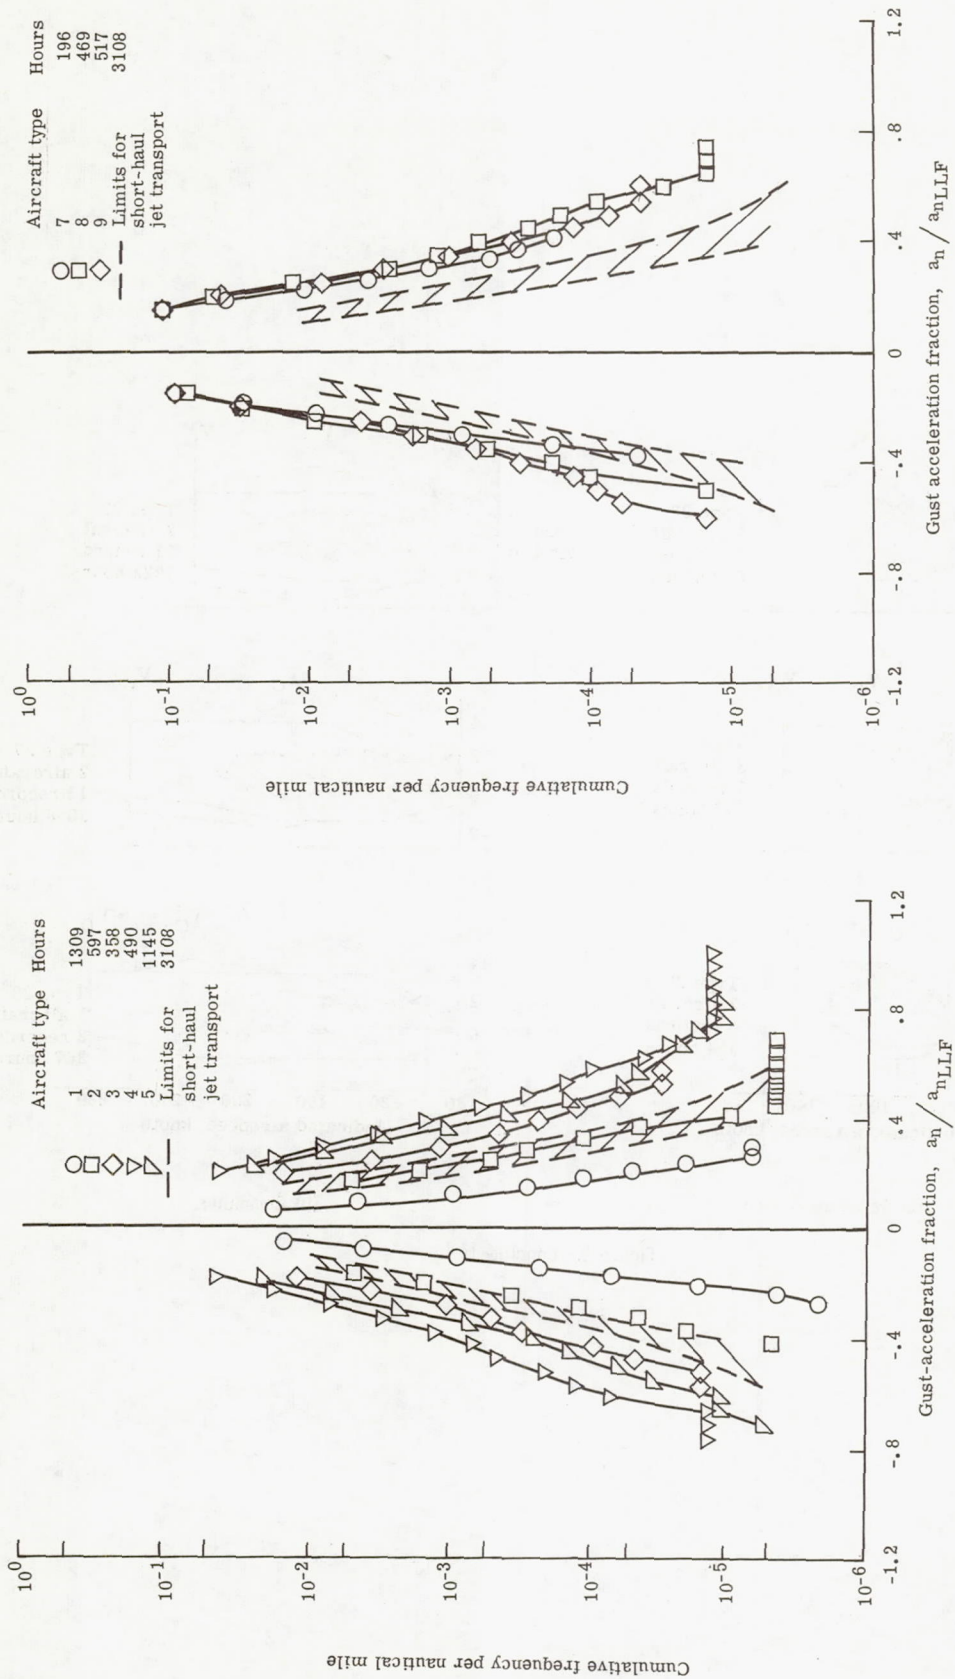 Aircraft type Hours
1 1309
2 597
3 358
4 490
5 1145
Limits for 3108
short-haul
jet transport
Cumulative frequency per nautical mile
10^0
10^-1
10^-2
10^-3
10^-4
10^-5
10^-6
-1.2 -.8 -.4 0 .4 .8 1.2
Gust-acceleration fraction, a_n / a_nLLF
Aircraft type Hours
7 196
8 469
9 517
Limits for 3108
short-haul
jet transport
Cumulative frequency per nautical mile
10^0
10^-1
10^-2
10^-3
10^-4
10^-5
10^-6
-1.2 -.8 -.4 0 .4 .8 1.2
Gust acceleration fraction, a_n / a_nLLF